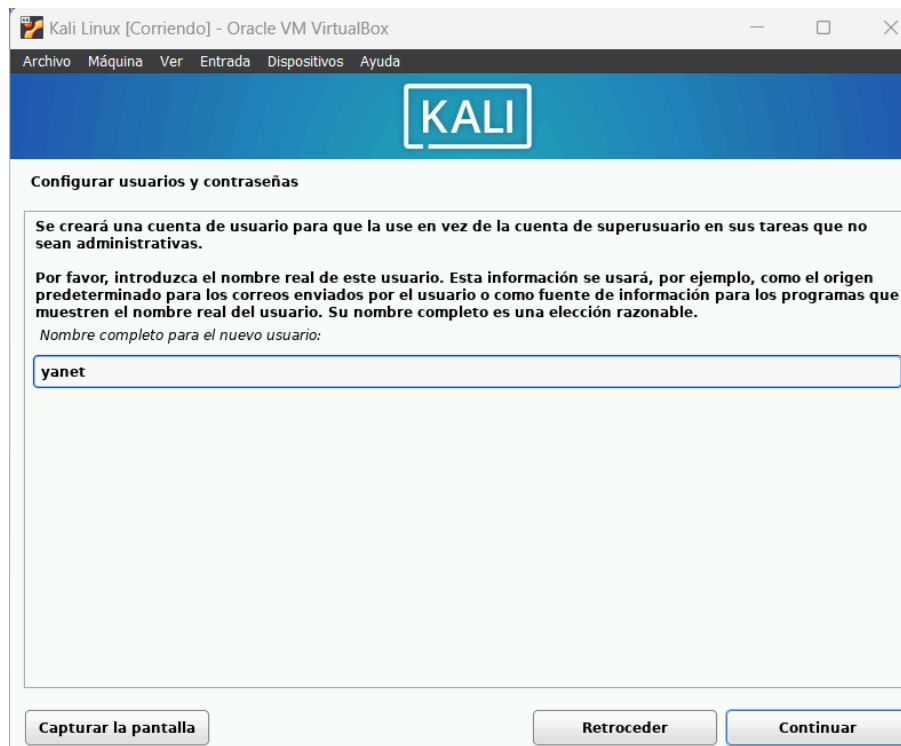 Kali Linux [Corriendo] - Oracle VM VirtualBox
Archivo Máquina Ver Entrada Dispositivos Ayuda
KALI
Configurar usuarios y contraseñas
Se creará una cuenta de usuario para que la use en vez de la cuenta de superusuario en sus tareas que no
sean administrativas.
Por favor, introduzca el nombre real de este usuario. Esta información se usará, por ejemplo, como el origen
predeterminado para los correos enviados por el usuario o como fuente de información para los programas que
muestren el nombre real del usuario. Su nombre completo es una elección razonable.
Nombre completo para el nuevo usuario:
yanet
Capturar la pantalla Retroceder Continuar